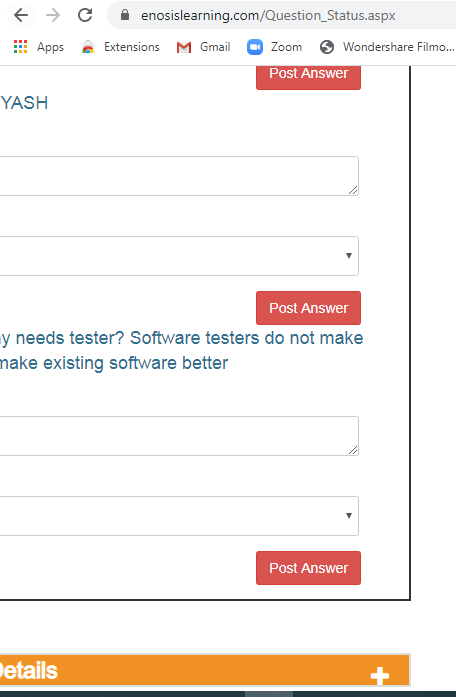 enosislearning.com/Question_Status.aspx
Apps Extensions Gmail Zoom Wondershare Filmo...
Post Answer
YASH
Post Answer
needs tester? Software testers do not make
make existing software better
Post Answer
Details